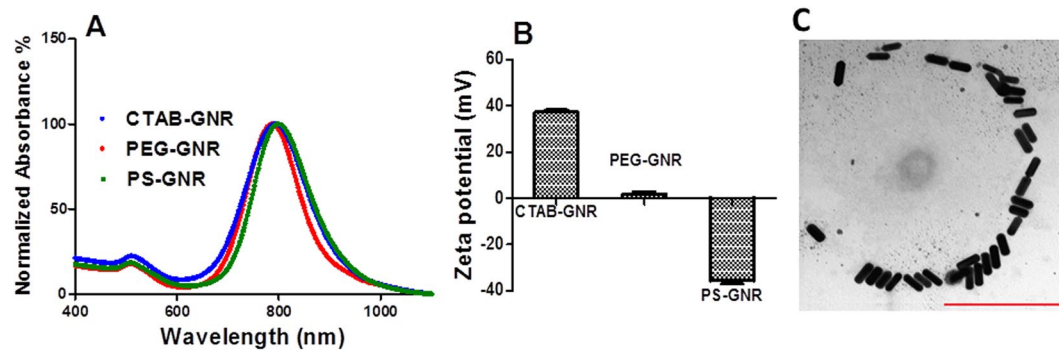 A
Normalized Absorbance %
150
100
50
0
CTAB-GNR
PEG-GNR
PS-GNR
400
600
800
1000
Wavelength (nm)
B
Zeta potential (mV)
60
40
20
0
-20
-40
PEG-GNR
CTAB-GNR
PS-GNR
C